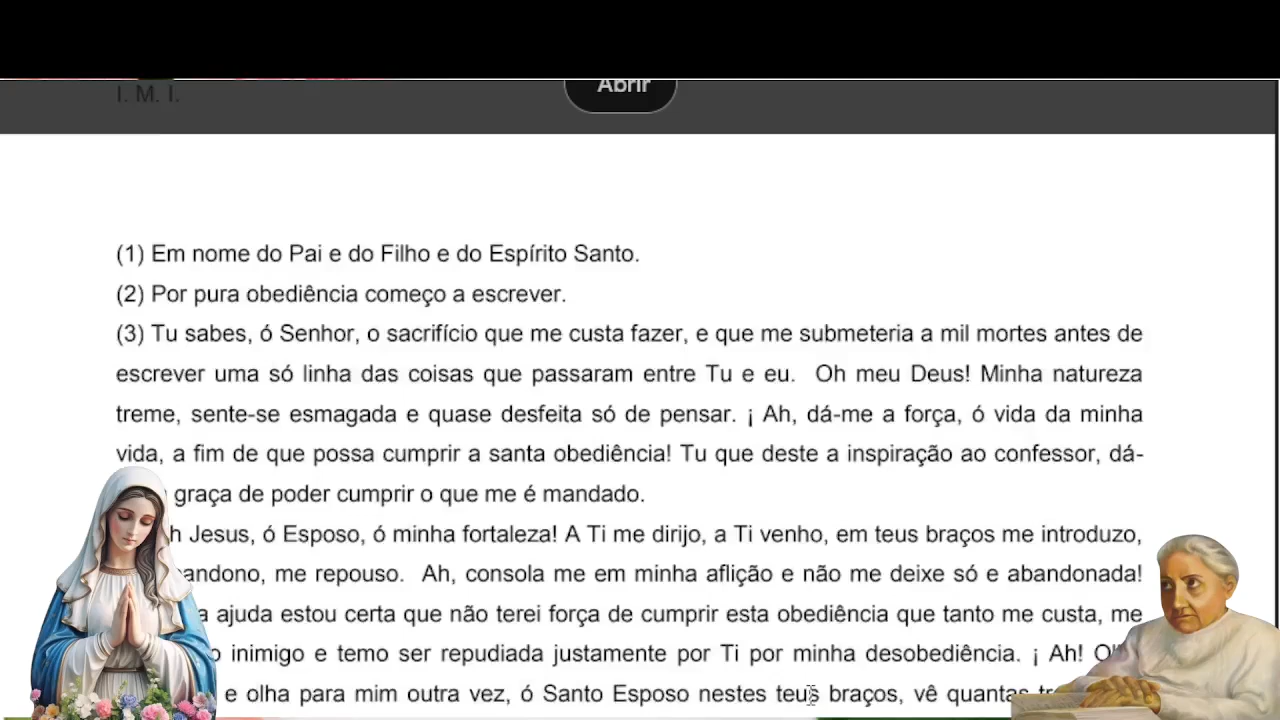 I. M. I.
Abrir
(1) Em nome do Pai e do Filho e do Espírito Santo.
(2) Por pura obediência começo a escrever.
(3) Tu sabes, ó Senhor, o sacrifício que me custa fazer, e que me submeteria a mil mortes antes de
escrever uma só linha das coisas que passaram entre Tu e eu. Oh meu Deus! Minha natureza
treme, sente-se esmagada e quase desfeita só de pensar. ¡ Ah, dá-me a força, ó vida da minha
vida, a fim de que possa cumprir a santa obediência! Tu que deste a inspiração ao confessor, dá-
graça de poder cumprir o que me é mandado.
Jesus, ó Esposo, ó minha fortaleza! A Ti me dirijo, a Ti venho, em teus braços me introduzo,
me repouso. Ah, consola me em minha aflição e não me deixe só e abandonada!
ajuda estou certa que não terei força de cumprir esta obediência que tanto me custa, me
inimigo e temo ser repudiada justamente por Ti por minha desobediência. ¡ Ah!
e olha para mim outra vez, ó Santo Esposo nestes teus braços, vê quantas